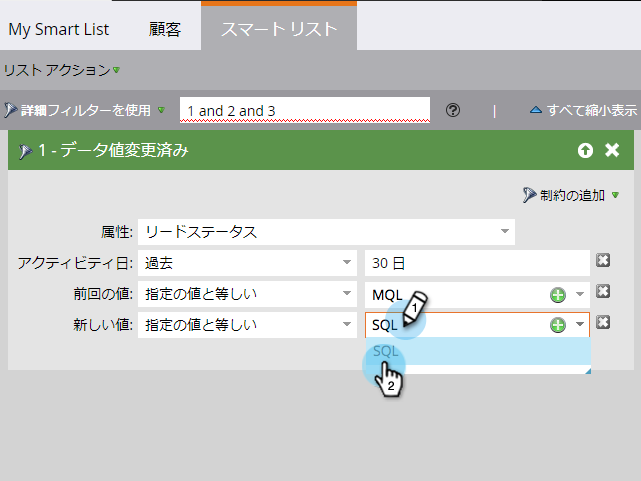 My Smart List 顧客 スマート リスト
リスト アクション
詳細フィルターを使用 1 and 2 and 3 ? | すべて縮小表示
1 - データ値変更済み
制約の追加
属性: リードステータス
アクティビティ日: 過去 30 日
前回の値: 指定の値と等しい MQL
1
新しい値: 指定の値と等しい SQL
SQL
2